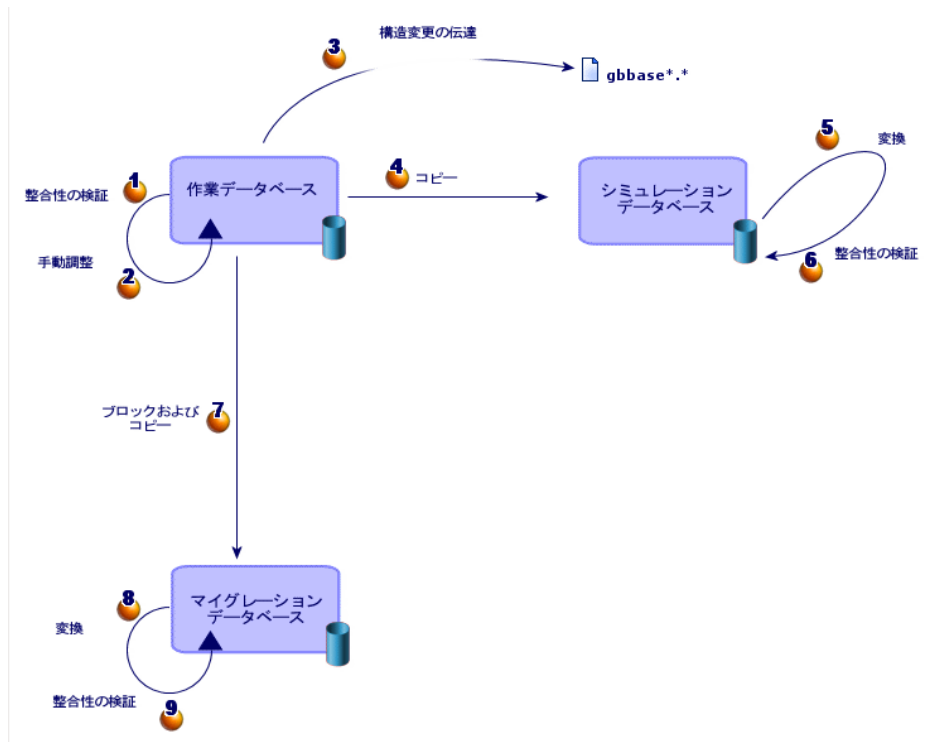 構造変更の伝達
3
gbbase*.*
5
変換
4
コピー
1
整合性の検証
作業データベース
シミュレーション
データベース
手動調整
2
6
整合性の検証
ブロックおよび
コピー
7
8
マイグレーション
データベース
変換
整合性の検証
9